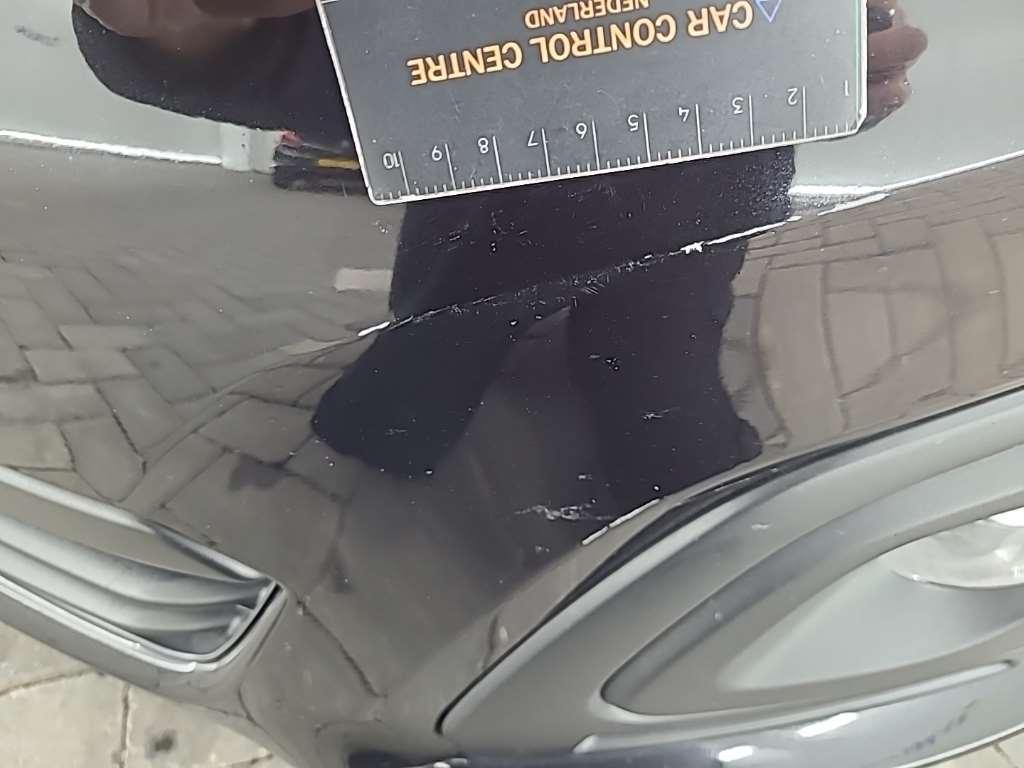 1 2 3 4 5 6 7 8 9 10
CAR CONTROL CENTRE
NEDERLAND